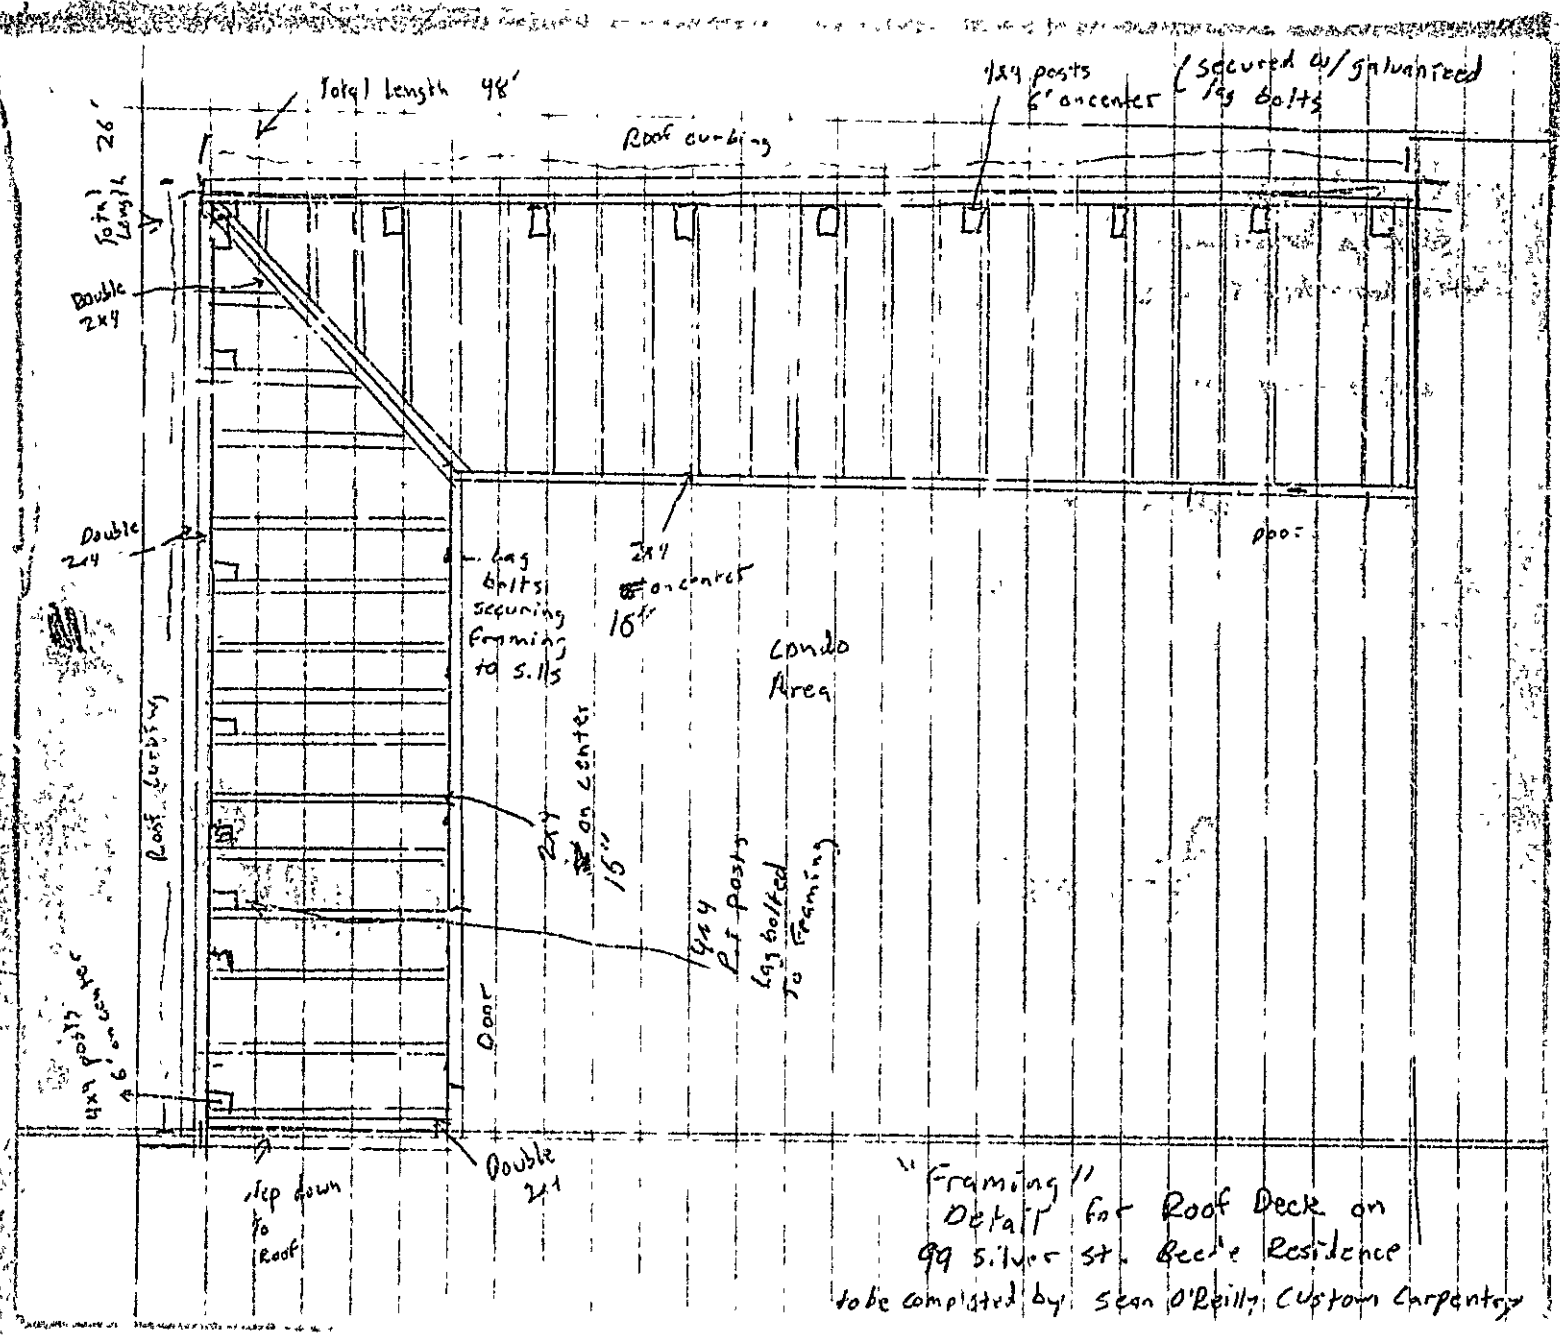 Total Length 48'
4x4 posts
6' on center
(secured w/ galvanized
lag bolts
Roof curbing
Total
Length
26'
Double
2x4
Double
2x4
Lag
bolts
securing
Framing
to sills
2x4
on center
16"
Condo
Area
Door
Roof curbing
2x4
on center
16"
4x4
P.T posts
Lag bolted
To Framing
4x4 posts
6' on center
Door
Double
2x4
step down
to
Roof
"Framing"
Detail for Roof Deck on
99 Silver St. Residence
to be completed by: Sean O'Reilly Custom Carpentry